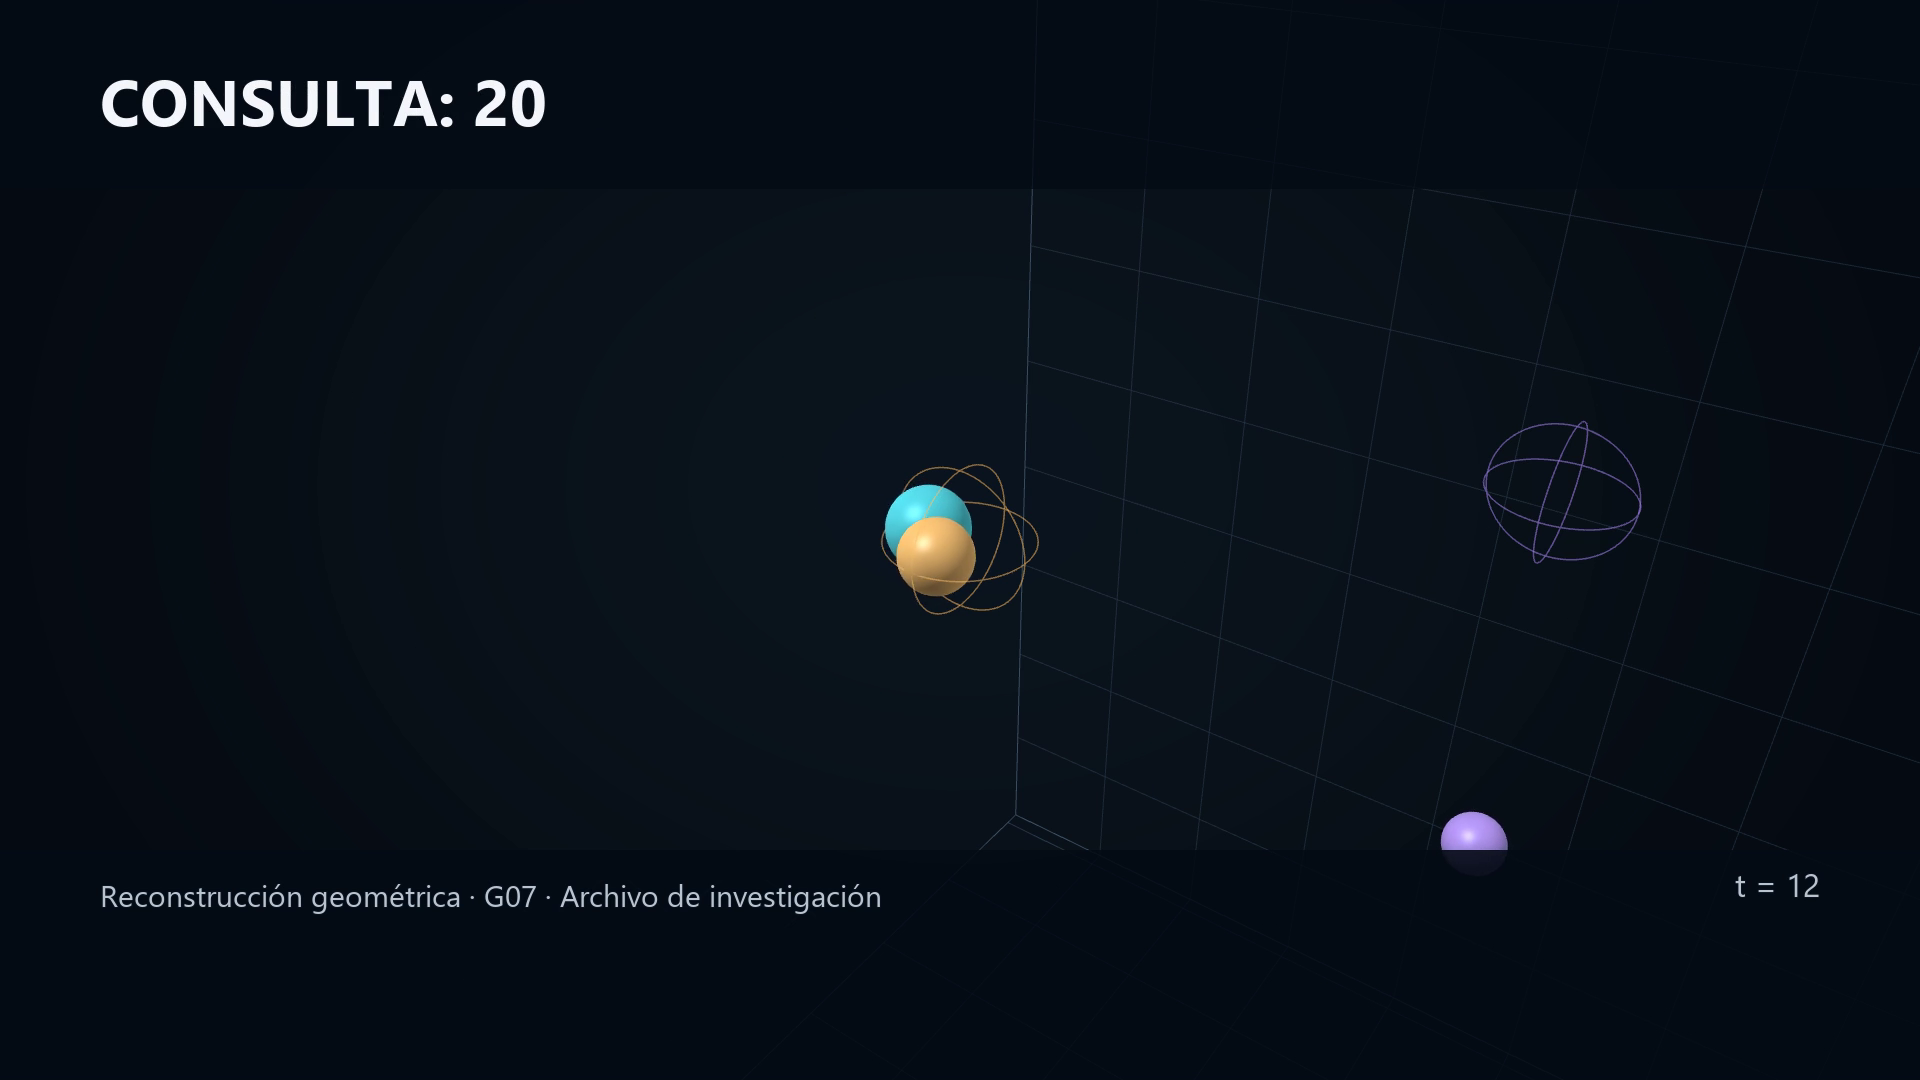 CONSULTA: 20
Reconstrucción geométrica · G07 · Archivo de investigación
t = 12